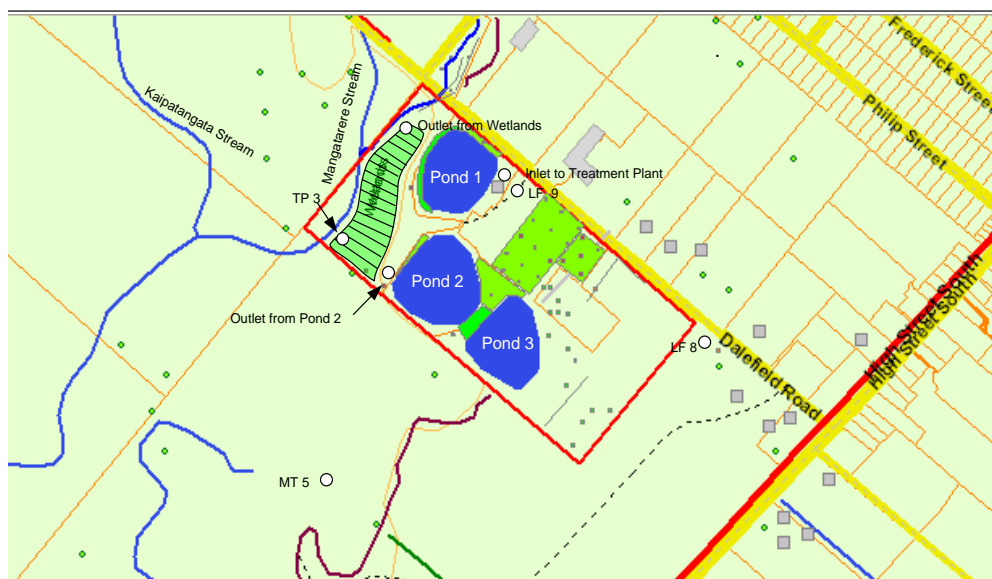 Frederick Street
Philip Street
Kaipatangata Stream
Mangatarere Stream
Outlet from Wetlands
Pond 1
Inlet to Treatment Plant
LF 9
TP 3
Wetlands
Pond 2
Outlet from Pond 2
Pond 3
LF 8
Dalefield Road
High Street South
High Street South
MT 5